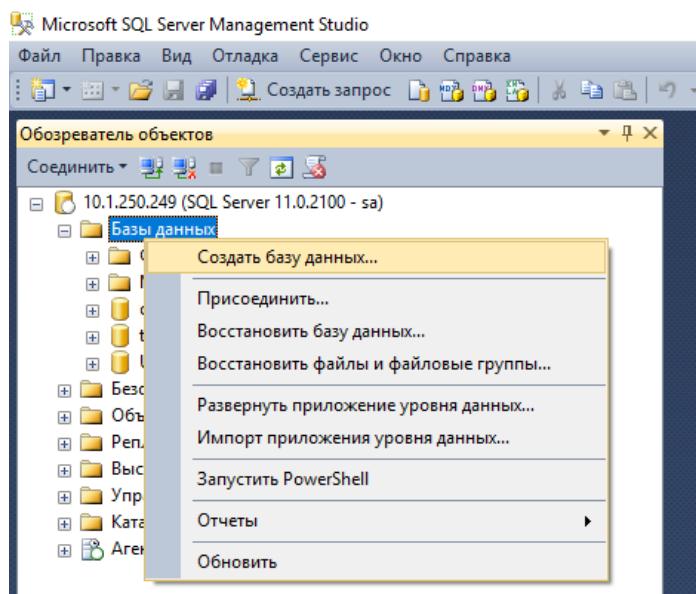 Microsoft SQL Server Management Studio
Файл Правка Вид Отладка Сервис Окно Справка
Создать запрос
Обозреватель объектов
Соединить
10.1.250.249 (SQL Server 11.0.2100 - sa)
Базы данных
Создать базу данных...
Присоединить...
Восстановить базу данных...
Восстановить файлы и файловые группы...
Развернуть приложение уровня данных...
Импорт приложения уровня данных...
Запустить PowerShell
Отчеты
Обновить